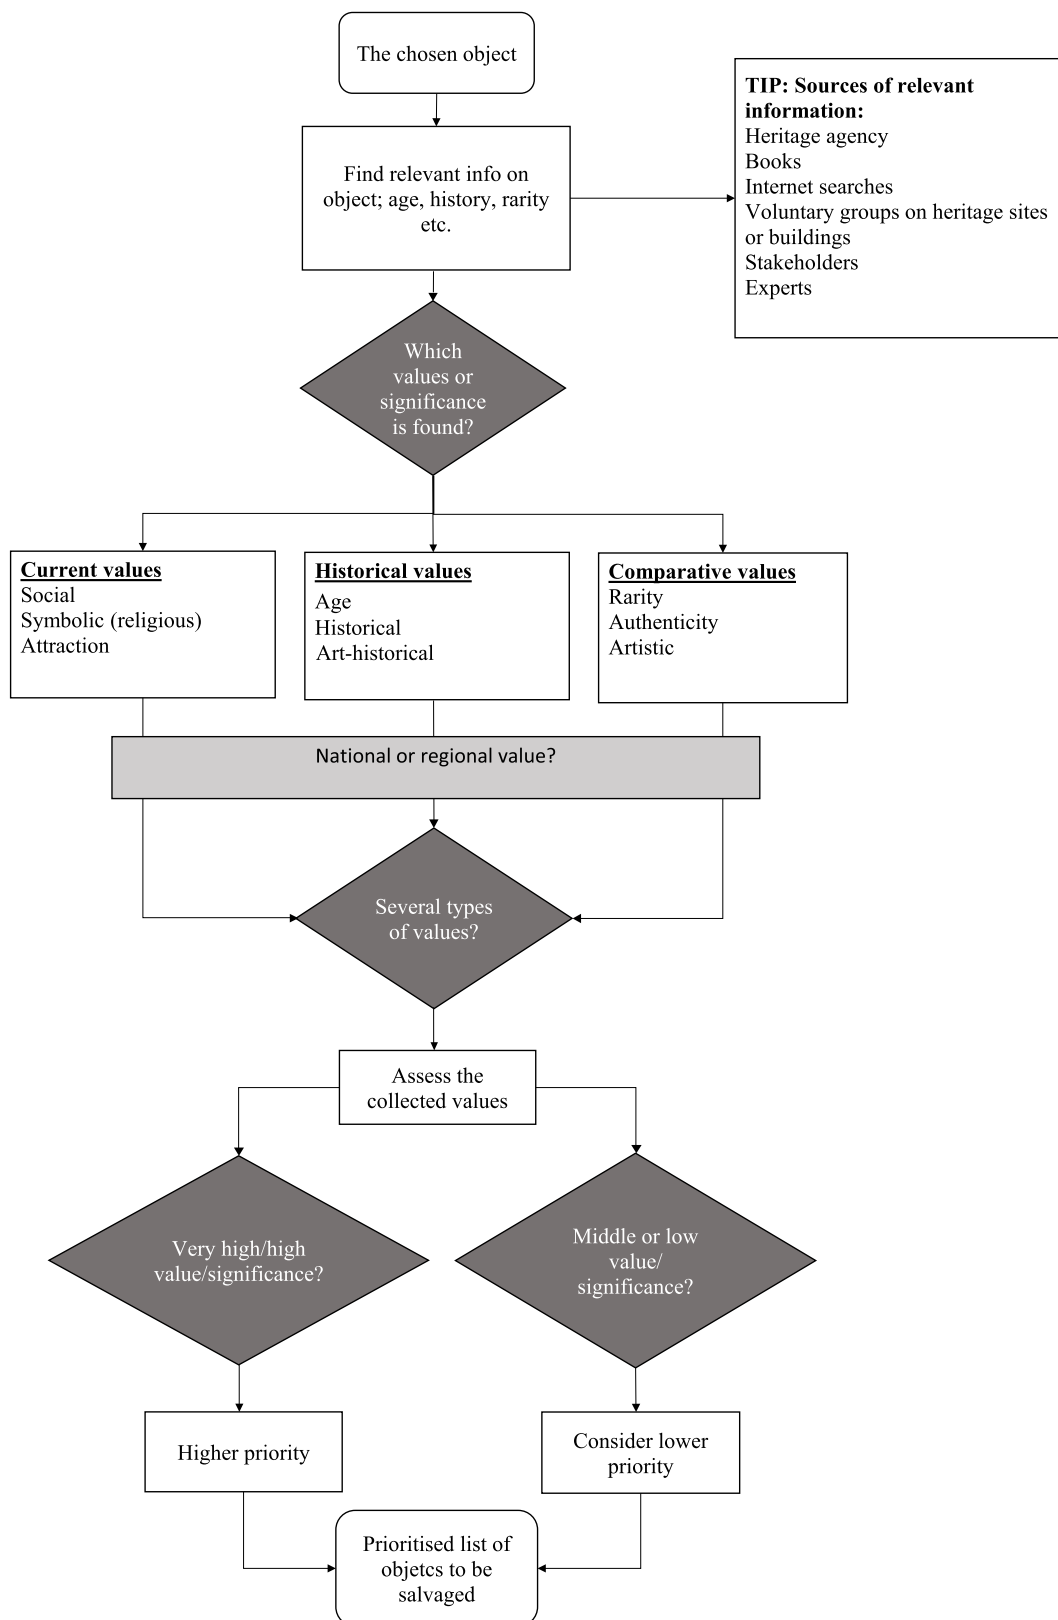 The chosen object
Find relevant info on
object; age, history, rarity
etc.
TIP: Sources of relevant
information:
Heritage agency
Books
Internet searches
Voluntary groups on heritage sites
or buildings
Stakeholders
Experts
Which
values or
significance
is found?
Current values
Social
Symbolic (religious)
Attraction
Historical values
Age
Historical
Art-historical
Comparative values
Rarity
Authenticity
Artistic
National or regional value?
Several types
of values?
Assess the
collected values
Very high/high
value/significance?
Middle or low
value/
significance?
Higher priority
Consider lower
priority
Prioritised list of
objetcs to be
salvaged